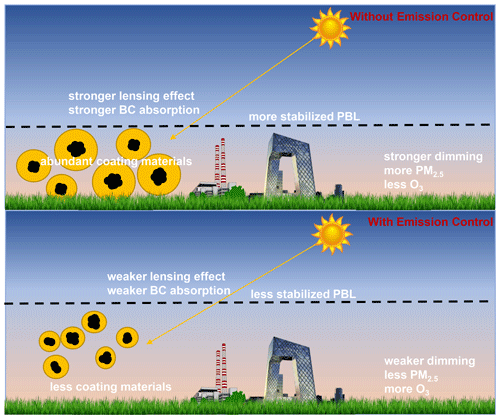 Without Emission Control
stronger lensing effect
stronger BC absorption
more stabilized PBL
abundant coating materials
stronger dimming
more PM2.5
less O3
With Emission Control
weaker lensing effect
weaker BC absorption
less stabilized PBL
less coating materials
weaker dimming
less PM2.5
more O3